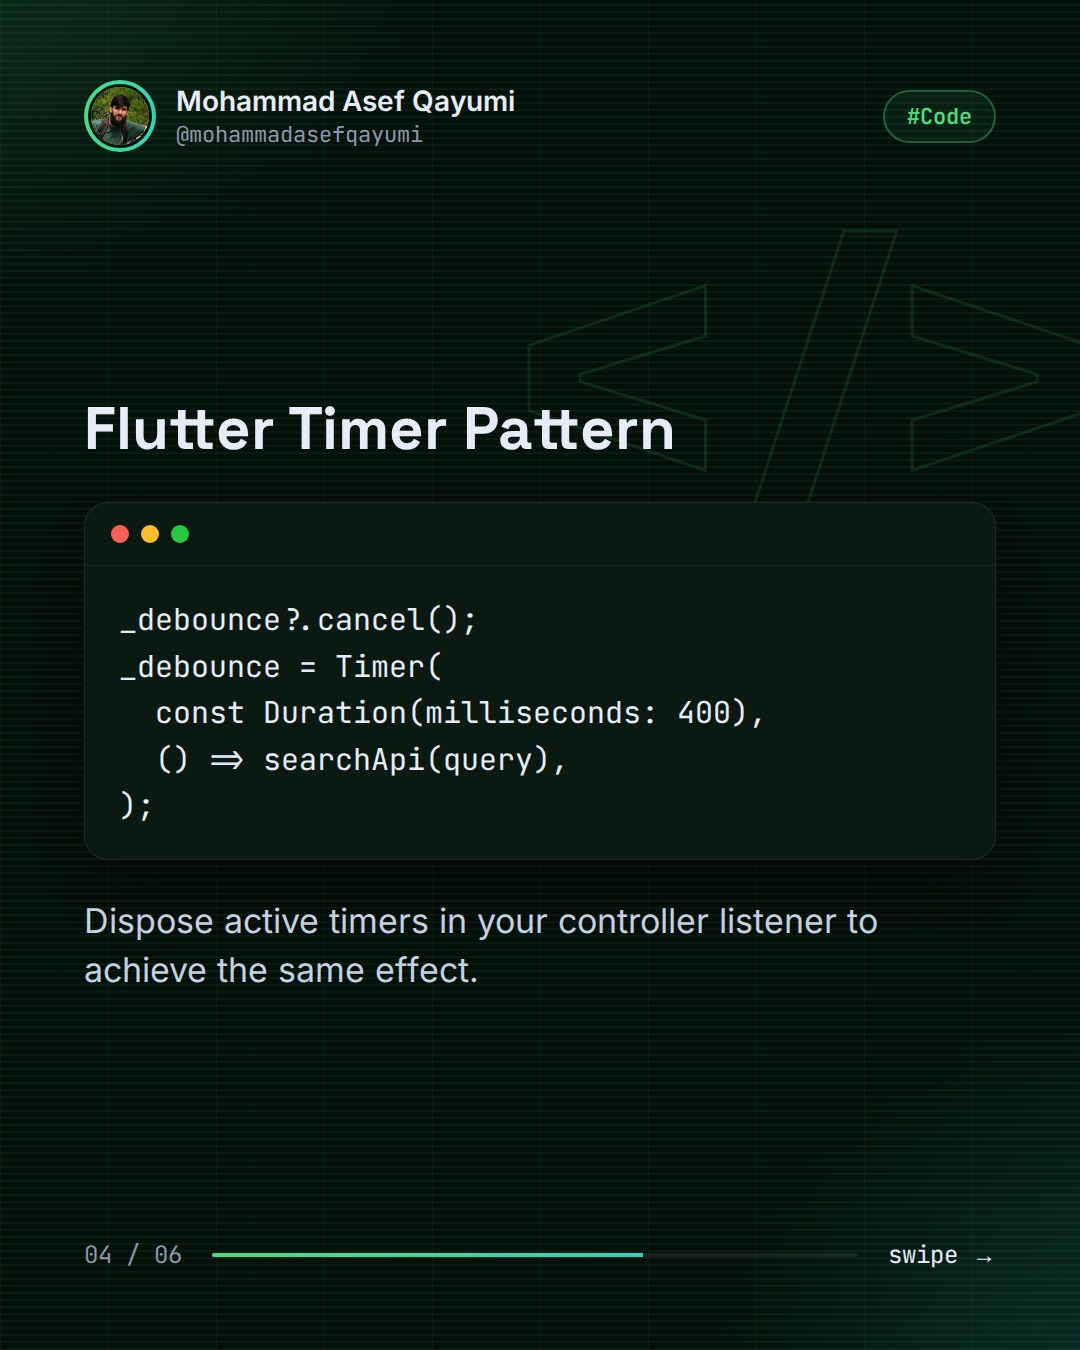 Mohammad Asef Qayumi
@mohammadasefqayumi
#Code
</>
Flutter Timer Pattern
_debounce?.cancel();
_debounce = Timer(
  const Duration(milliseconds: 400),
  () => searchApi(query),
);
Dispose active timers in your controller listener to
achieve the same effect.
04 / 06
swipe →